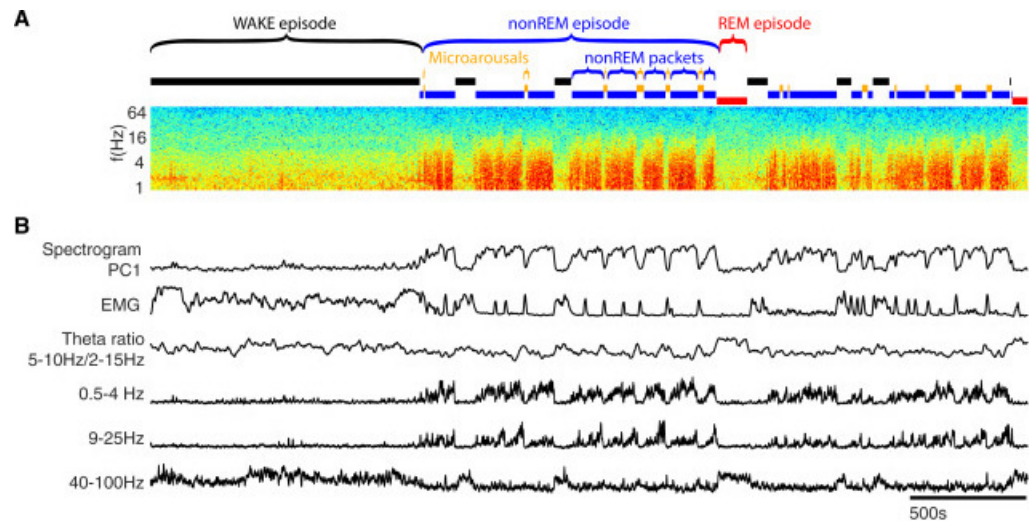 A
WAKE episode
nonREM episode
REM episode
Microarousals
nonREM packets
f(Hz)
64
16
4
1
B
Spectrogram
PC1
EMG
Theta ratio
5-10Hz/2-15Hz
0.5-4 Hz
9-25Hz
40-100Hz
500s